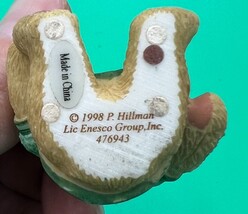 Made in
China
© 1998 P. Hillman
Lic Enesco Group,Inc.
476943